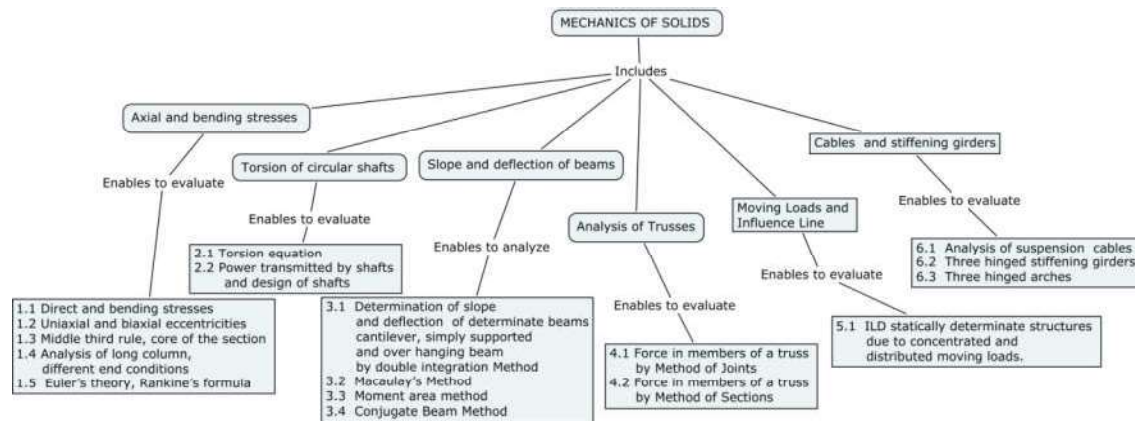 MECHANICS OF SOLIDS
Includes
Axial and bending stresses
Enables to evaluate
1.1 Direct and bending stresses
1.2 Uniaxial and biaxial eccentricities
1.3 Middle third rule, core of the section
1.4 Analysis of long column,
different end conditions
1.5 Euler's theory, Rankine's formula
Torsion of circular shafts
Enables to evaluate
2.1 Torsion equation
2.2 Power transmitted by shafts
and design of shafts
Slope and deflection of beams
Enables to analyze
3.1 Determination of slope
and deflection of determinate beams
cantilever, simply supported
and over hanging beam
by double integration Method
3.2 Macaulay's Method
3.3 Moment area method
3.4 Conjugate Beam Method
Analysis of Trusses
Enables to evaluate
4.1 Force in members of a truss
by Method of Joints
4.2 Force in members of a truss
by Method of Sections
Moving Loads and
Influence Line
Enables to evaluate
5.1 ILD statically determinate structures
due to concentrated and
distributed moving loads.
Cables and stiffening girders
Enables to evaluate
6.1 Analysis of suspension cables
6.2 Three hinged stiffening girders
6.3 Three hinged arches